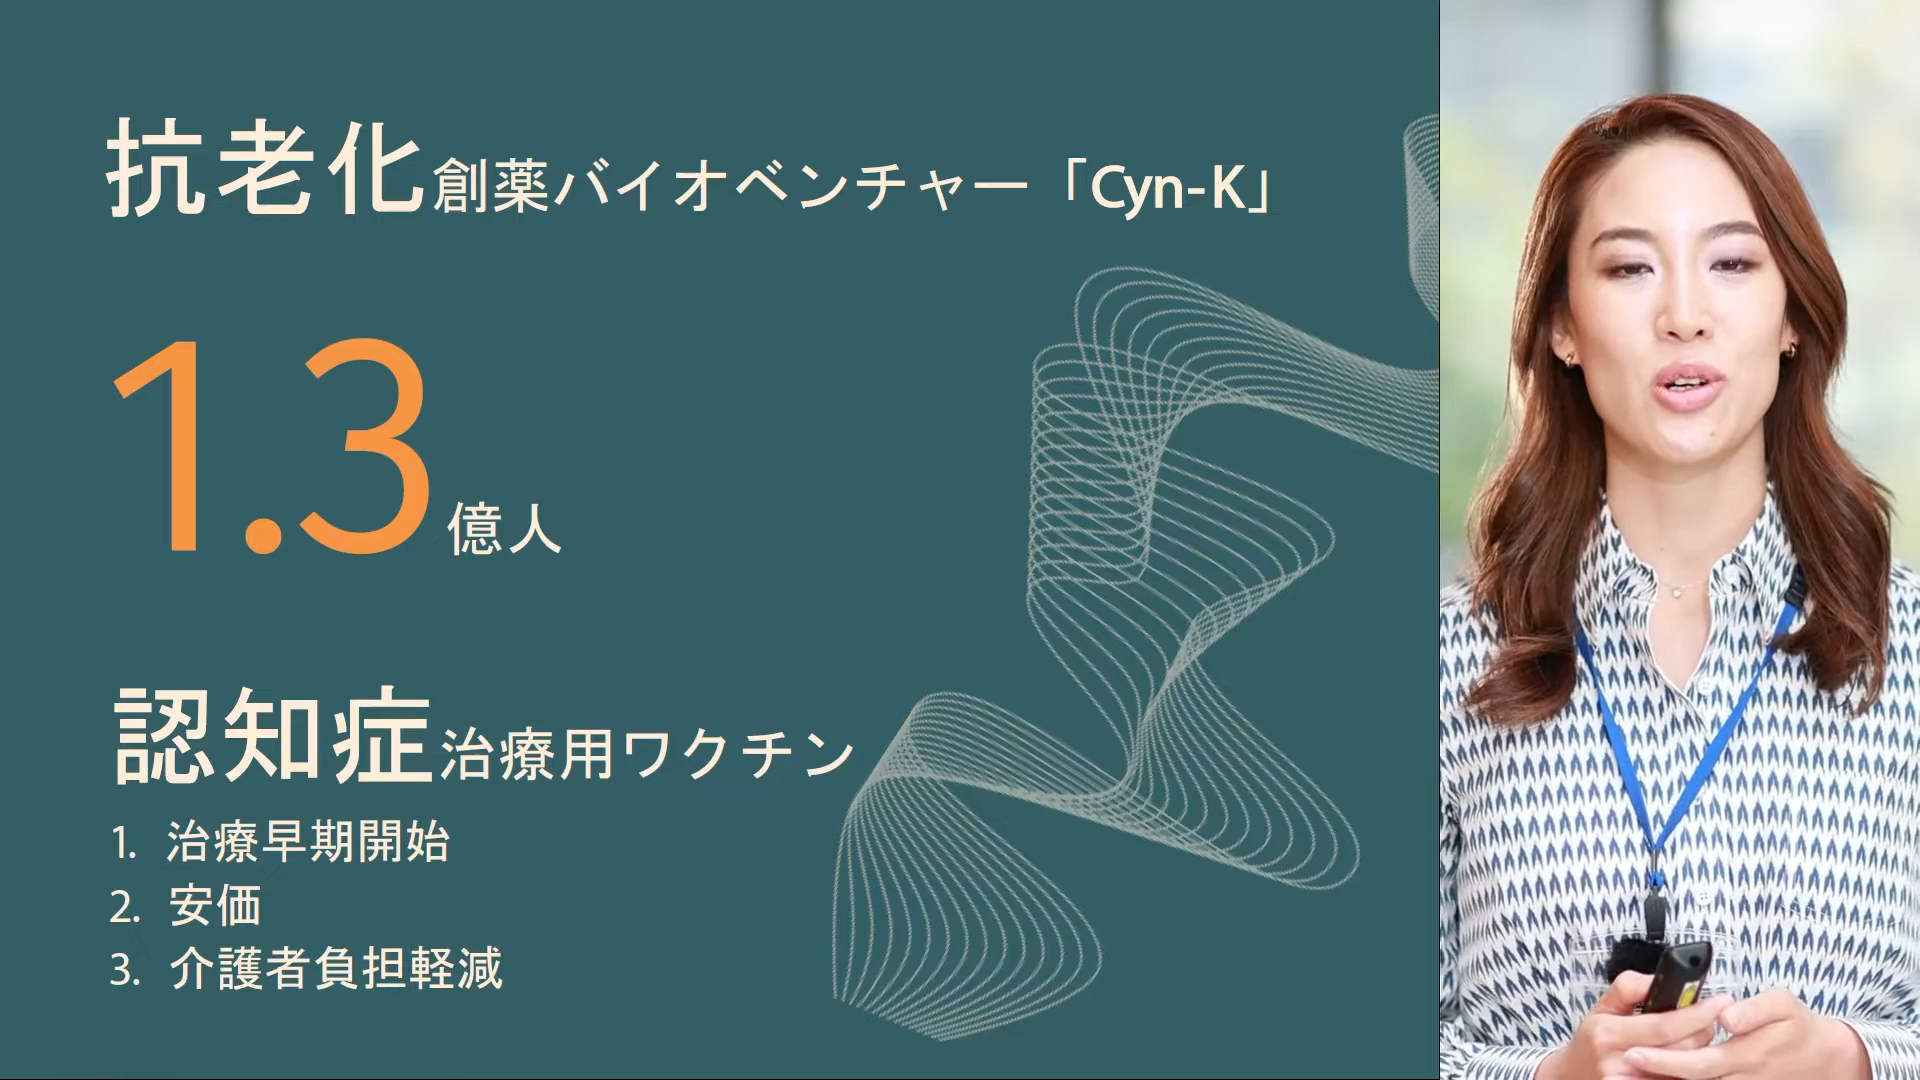 抗老化創薬バイオベンチャー「Cyn-K」
1.3億人
認知症治療用ワクチン
1. 治療早期開始
2. 安価
3. 介護者負担軽減